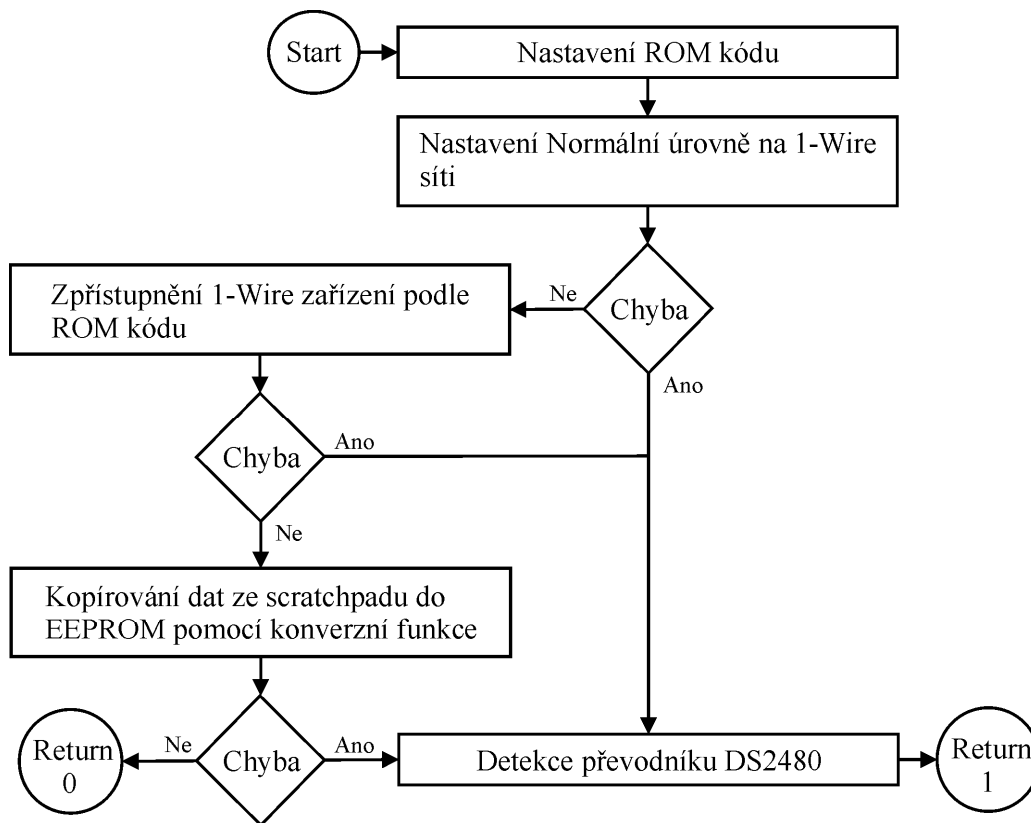 Start
Nastavení ROM kódu
Nastavení Normální úrovně na 1-Wire
síti
Chyba
Ne
Ano
Zpřístupnění 1-Wire zařízení podle
ROM kódu
Chyba
Ano
Ne
Kopírování dat ze scratchpadu do
EEPROM pomocí konverzní funkce
Chyba
Ne
Ano
Return
0
Detekce převodníku DS2480
Return
1